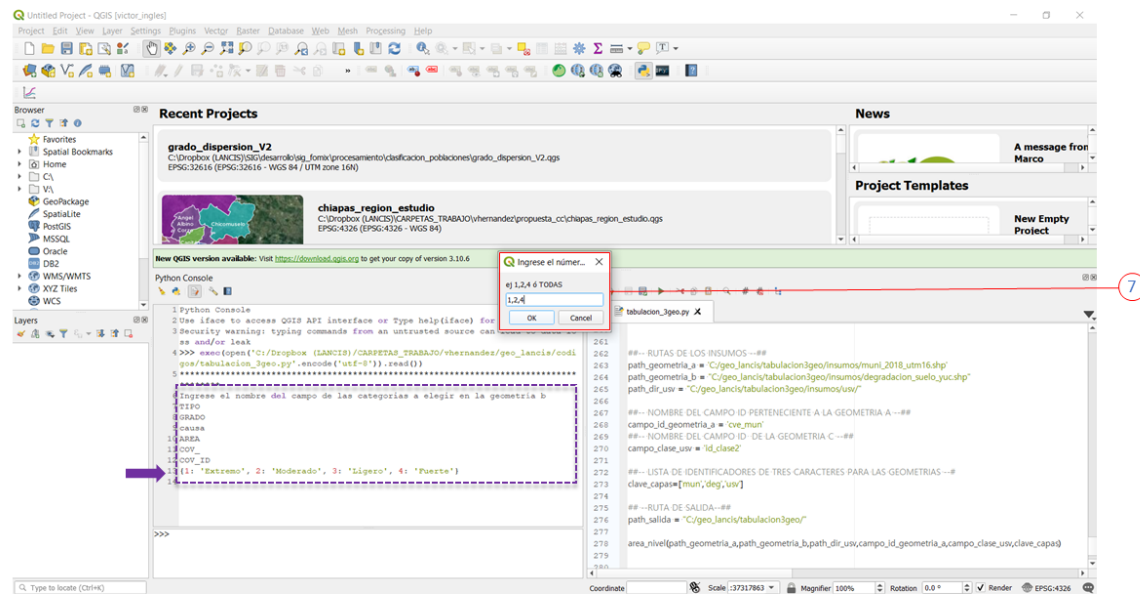 Untitled Project - QGIS [victor_ingles]
Project Edit View Layer Settings Plugins Vector Raster Database Web Mesh Processing Help
Browser
Favorites
Spatial Bookmarks
Home
C:\
V:\
GeoPackage
SpatiaLite
PostGIS
MSSQL
Oracle
DB2
WMS/WMTS
XYZ Tiles
WCS
Layers
Recent Projects
grado_dispersion_V2
C:\Dropbox (LANCIS)\SIG\desarrollo\sig_fomix\procesamiento\clasificacion_poblaciones\grado_dispersion_V2.qgs
EPSG:32616 (EPSG:32616 - WGS 84 / UTM zone 16N)
chiapas_region_estudio
C:\Dropbox (LANCIS)\CARPETAS_TRABAJO\vhernandez\propuesta_cc\chiapas_region_estudio.qgs
EPSG:4326 (EPSG:4326 - WGS 84)
News
A message from
Marco
Project Templates
New Empty
Project
New QGIS version available: Visit https://download.qgis.org to get your copy of version 3.10.6
Python Console
1 Python Console
2 Use iface to access QGIS API interface or Type help(iface) for
3 Security warning: typing commands from an untrusted source can
ss and/or leak
4 >>> exec(open('C:/Dropbox (LANCIS)/CARPETAS_TRABAJO/vhernandez/geo_lancis/codi
gos/tabulacion_3geo.py'.encode('utf-8')).read())
Ingrese el nombre del campo de las categorias a elegir en la geometria b
TIPO
GRADO
causa
10 AREA
11 COV_
12 COV_ID
13 {1: 'Extremo', 2: 'Moderado', 3: 'Ligero', 4: 'Fuerte'}
14
>>>
Ingrese el númer...
ej 1,2,4 ó TODAS
1,2,4
OK Cancel
7
tabulacion_3geo.py
261
262 ##-- RUTAS DE LOS INSUMOS --##
263 path_geometria_a = 'C:/geo_lancis/tabulacion3geo/insumos/muni_2018_utm16.shp'
264 path_geometria_b = "C:/geo_lancis/tabulacion3geo/insumos/degradacion_suelo_yuc.shp"
265 path_dir_usv = "C:/geo_lancis/tabulacion3geo/insumos/usv/"
266
267 ##-- NOMBRE DEL CAMPO ID PERTENECIENTE A LA GEOMETRIA A---##
268 campo_id_geometria_a = 'cve_mun'
269 ##-- NOMBRE DEL CAMPO ID DE LA GEOMETRIA C --##
270 campo_clase_usv = 'id_clase2'
271
272 ##-- LISTA DE IDENTIFICADORES DE TRES CARACTERES PARA LAS GEOMETRIAS --#
273 clave_capas=['mun','deg','usv']
274
275 ## --RUTA DE SALIDA--##
276 path_salida = "C:/geo_lancis/tabulacion3geo/"
277
278 area_nivel(path_geometria_a,path_geometria_b,path_dir_usv,campo_id_geometria_a,campo_clase_usv,clave_capas)
279
280
Type to locate (Ctrl+K)
Coordinate Scale :37317863 Magnifier 100% Rotation 0.0 ° Render EPSG:4326